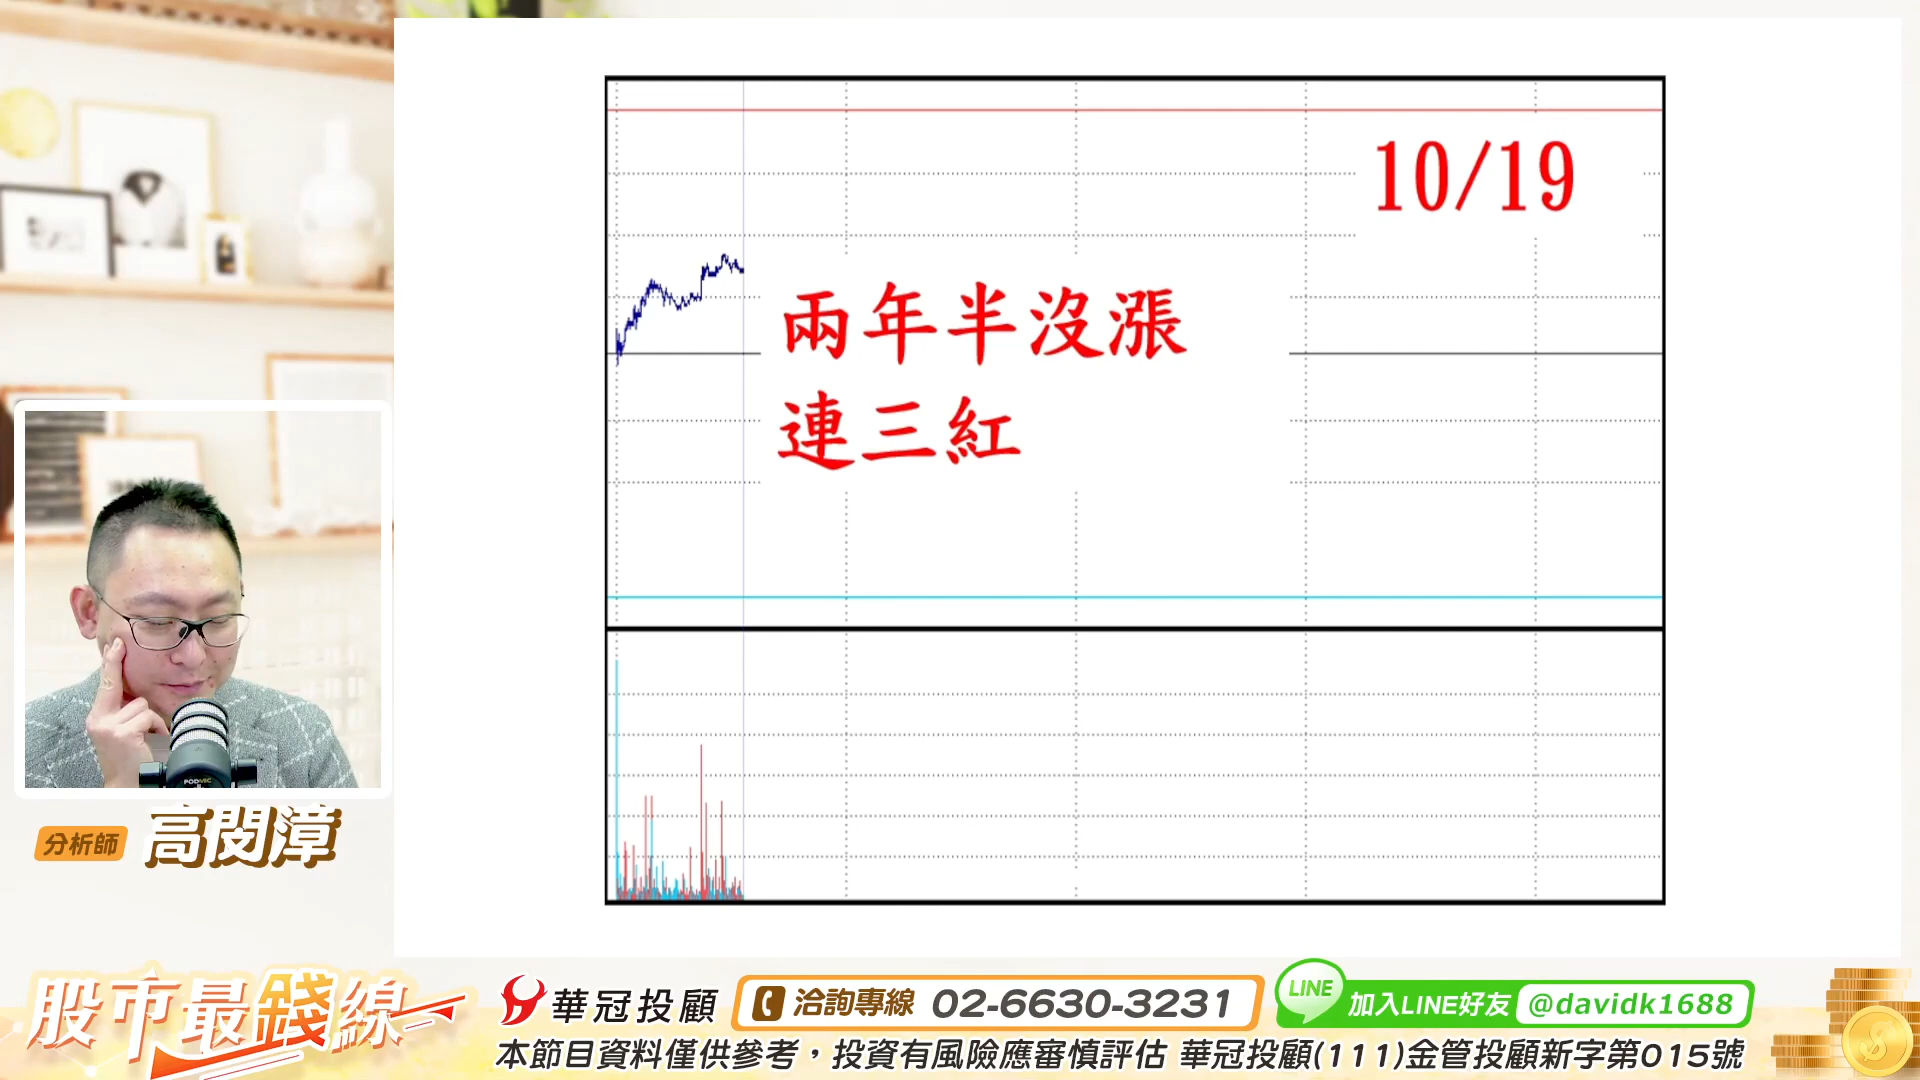 10/19
兩年半沒漲
連三紅
PODMIC
分析師 高閔漳
股市最錢線
華冠投顧 洽詢專線 02-6630-3231 LINE 加入LINE好友 @davidk1688
本節目資料僅供參考，投資有風險應審慎評估 華冠投顧(111)金管投顧新字第015號